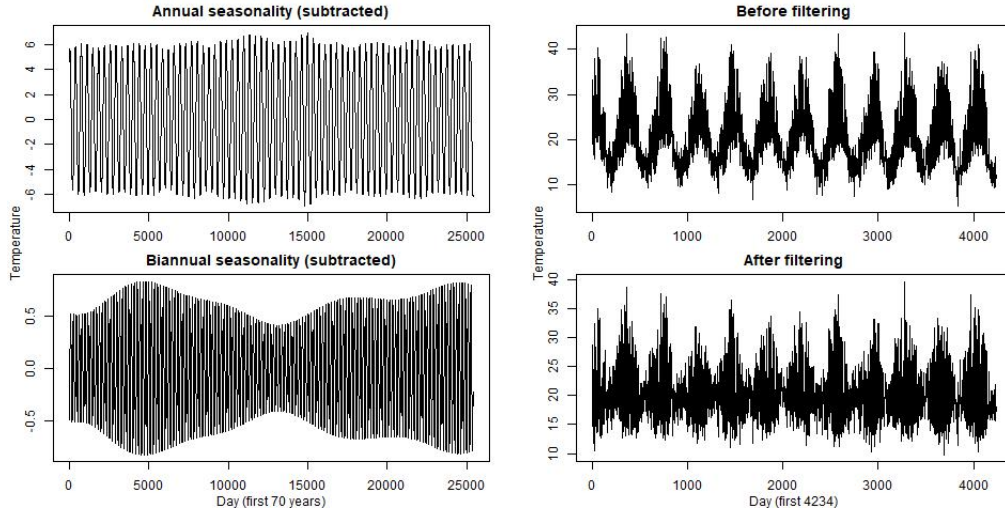 Annual seasonality (subtracted)
6
4
2
0
-2
-4
-6
0 5000 10000 15000 20000 25000
Before filtering
40
30
20
10
0 1000 2000 3000 4000
Temperature
Biannual seasonality (subtracted)
0.5
0.0
-0.5
0 5000 10000 15000 20000 25000
Day (first 70 years)
Temperature
After filtering
40
35
30
25
20
15
10
0 1000 2000 3000 4000
Day (first 4234)